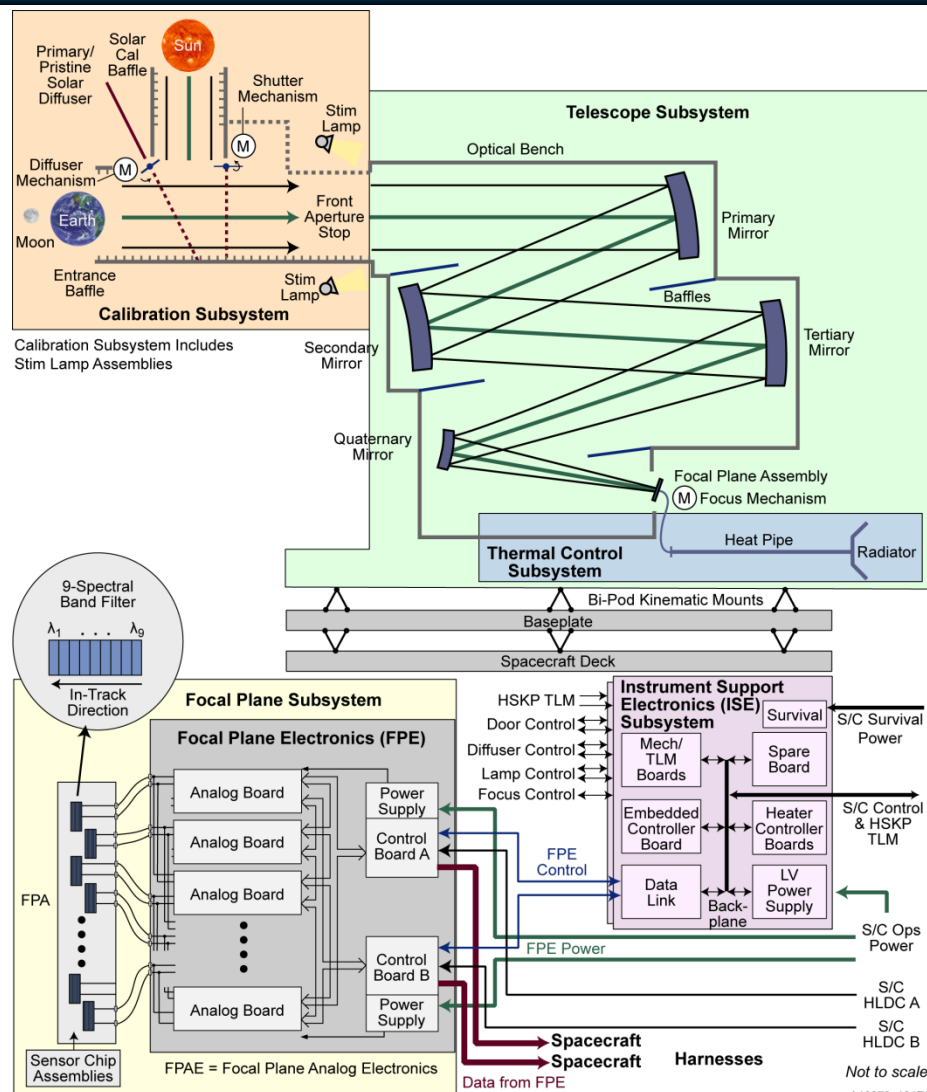 Sun
Solar
Cal
Baffle
Primary/
Pristine
Solar
Diffuser
Shutter
Mechanism
Stim
Lamp
M
M
Diffuser
Mechanism
Earth
Moon
Front
Aperture
Stop
Entrance
Baffle
Stim
Lamp
Calibration Subsystem
Calibration Subsystem Includes
Stim Lamp Assemblies
Telescope Subsystem
Optical Bench
Primary
Mirror
Baffles
Secondary
Mirror
Tertiary
Mirror
Quaternary
Mirror
Focal Plane Assembly
M
Focus Mechanism
Thermal Control
Subsystem
Heat Pipe
Radiator
Bi-Pod Kinematic Mounts
Baseplate
Spacecraft Deck
9-Spectral
Band Filter
λ1 . . . λ9
In-Track
Direction
Focal Plane Subsystem
Focal Plane Electronics (FPE)
Analog Board
Analog Board
Analog Board
Analog Board
Power
Supply
Control
Board A
Control
Board B
Power
Supply
FPA
Sensor Chip
Assemblies
FPAE = Focal Plane Analog Electronics
HSKP TLM
Door Control
Diffuser Control
Lamp Control
Focus Control
Instrument Support
Electronics (ISE)
Subsystem
Survival
Mech/
TLM
Boards
Spare
Board
Embedded
Controller
Board
Heater
Controller
Boards
Data
Link
LV
Power
Supply
Back-
plane
S/C Survival
Power
S/C Control
& HSKP
TLM
S/C Ops
Power
FPE
Control
FPE Power
S/C
HLDC A
S/C
HLDC B
Spacecraft
Spacecraft
Harnesses
Data from FPE
Not to scale